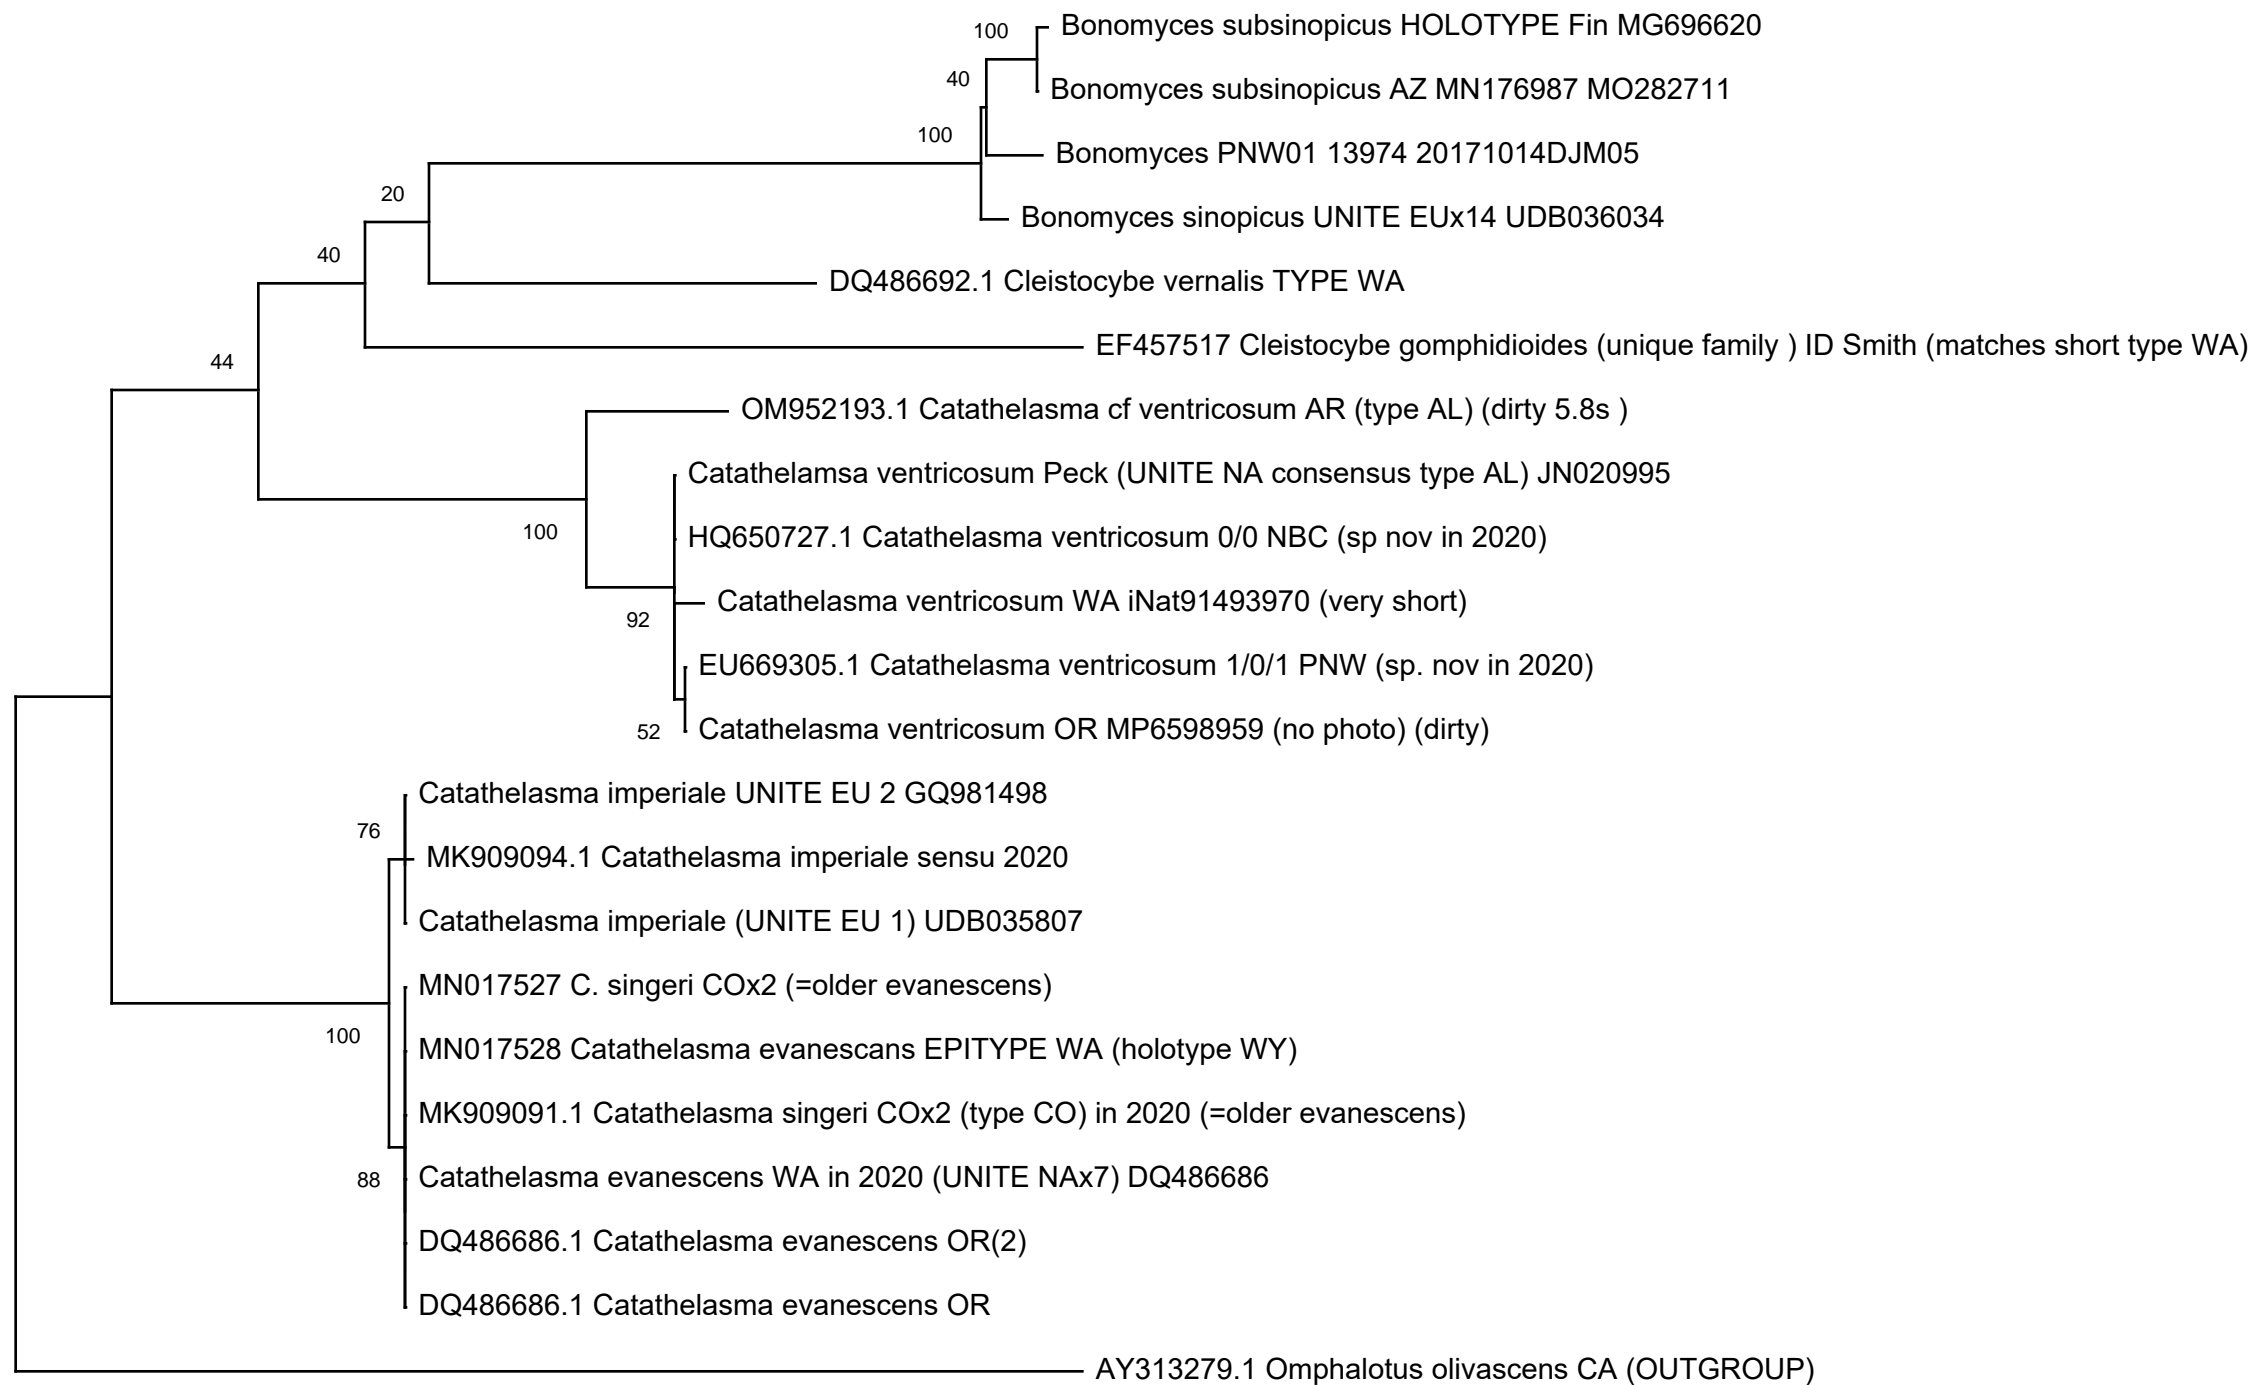 100
Bonomyces subsinopicus HOLOTYPE Fin MG696620
40
Bonomyces subsinopicus AZ MN176987 MO282711
100
Bonomyces PNW01 13974 20171014DJM05
20
Bonomyces sinopicus UNITE EUx14 UDB036034
40
DQ486692.1 Cleistocybe vernalis TYPE WA
EF457517 Cleistocybe gomphidioides (unique family ) ID Smith (matches short type WA)
44
OM952193.1 Catathelasma cf ventricosum AR (type AL) (dirty 5.8s )
Catathelamsa ventricosum Peck (UNITE NA consensus type AL) JN020995
100
HQ650727.1 Catathelasma ventricosum 0/0 NBC (sp nov in 2020)
Catathelasma ventricosum WA iNat91493970 (very short)
92
EU669305.1 Catathelasma ventricosum 1/0/1 PNW (sp. nov in 2020)
52
Catathelasma ventricosum OR MP6598959 (no photo) (dirty)
Catathelasma imperiale UNITE EU 2 GQ981498
76
MK909094.1 Catathelasma imperiale sensu 2020
Catathelasma imperiale (UNITE EU 1) UDB035807
MN017527 C. singeri COx2 (=older evanescens)
100
MN017528 Catathelasma evanescans EPITYPE WA (holotype WY)
MK909091.1 Catathelasma singeri COx2 (type CO) in 2020 (=older evanescens)
88
Catathelasma evanescens WA in 2020 (UNITE NAx7) DQ486686
DQ486686.1 Catathelasma evanescens OR(2)
DQ486686.1 Catathelasma evanescens OR
AY313279.1 Omphalotus olivascens CA (OUTGROUP)